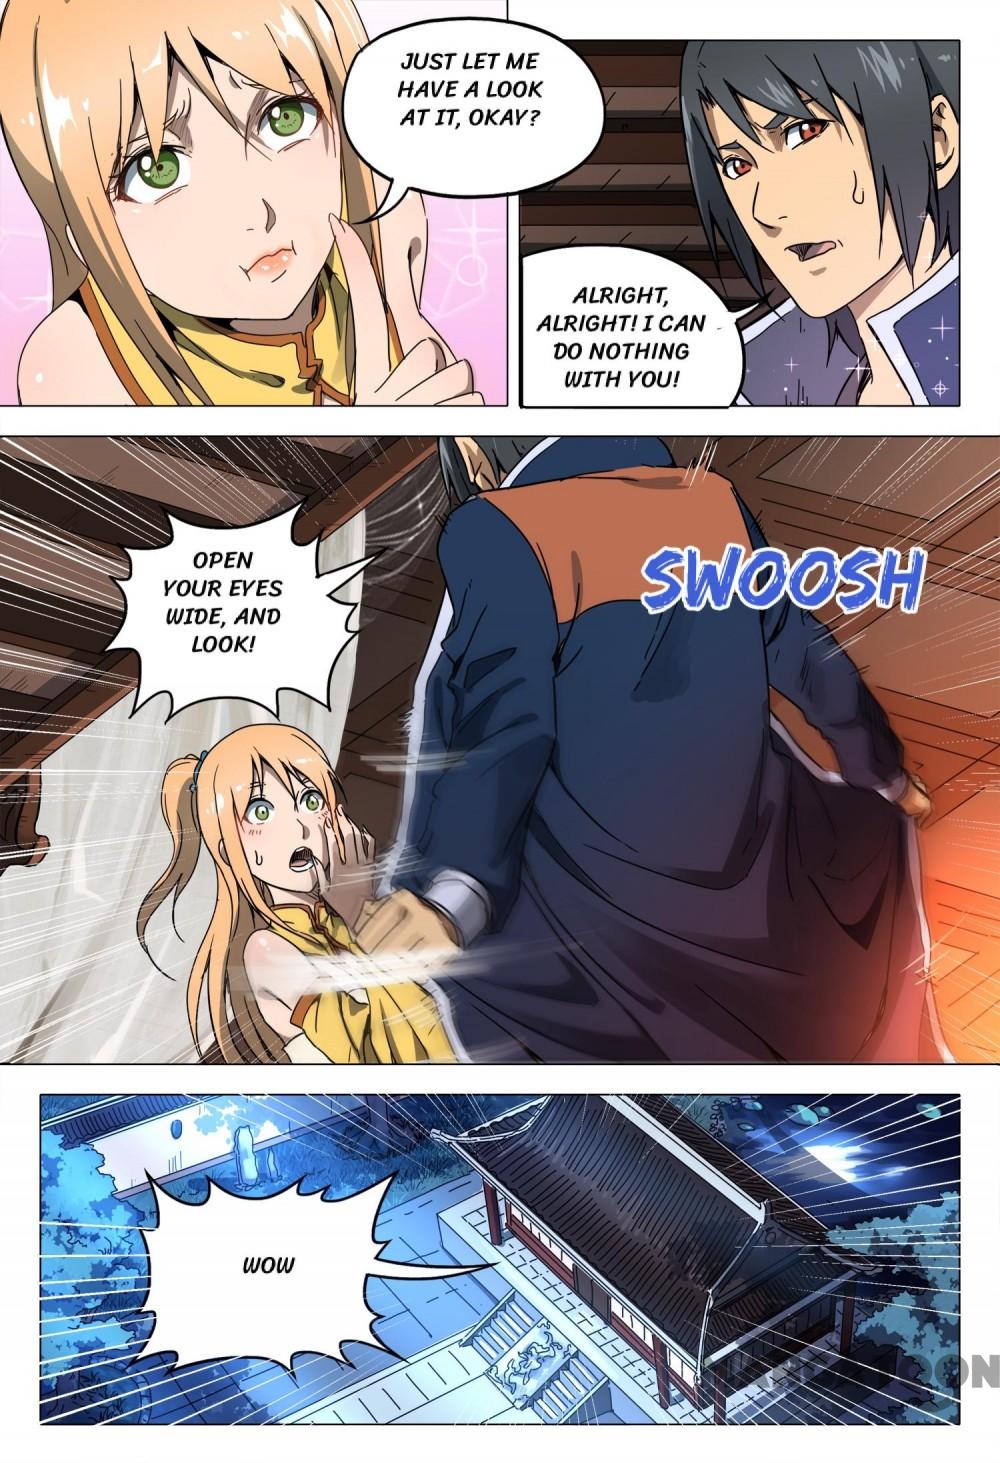 JUST LET ME
HAVE A LOOK
AT IT, OKAY?
ALRIGHT,
ALRIGHT! I CAN
DO NOTHING
WITH YOU!
OPEN
YOUR EYES
WIDE, AND
LOOK!
SWOOSH
WOW